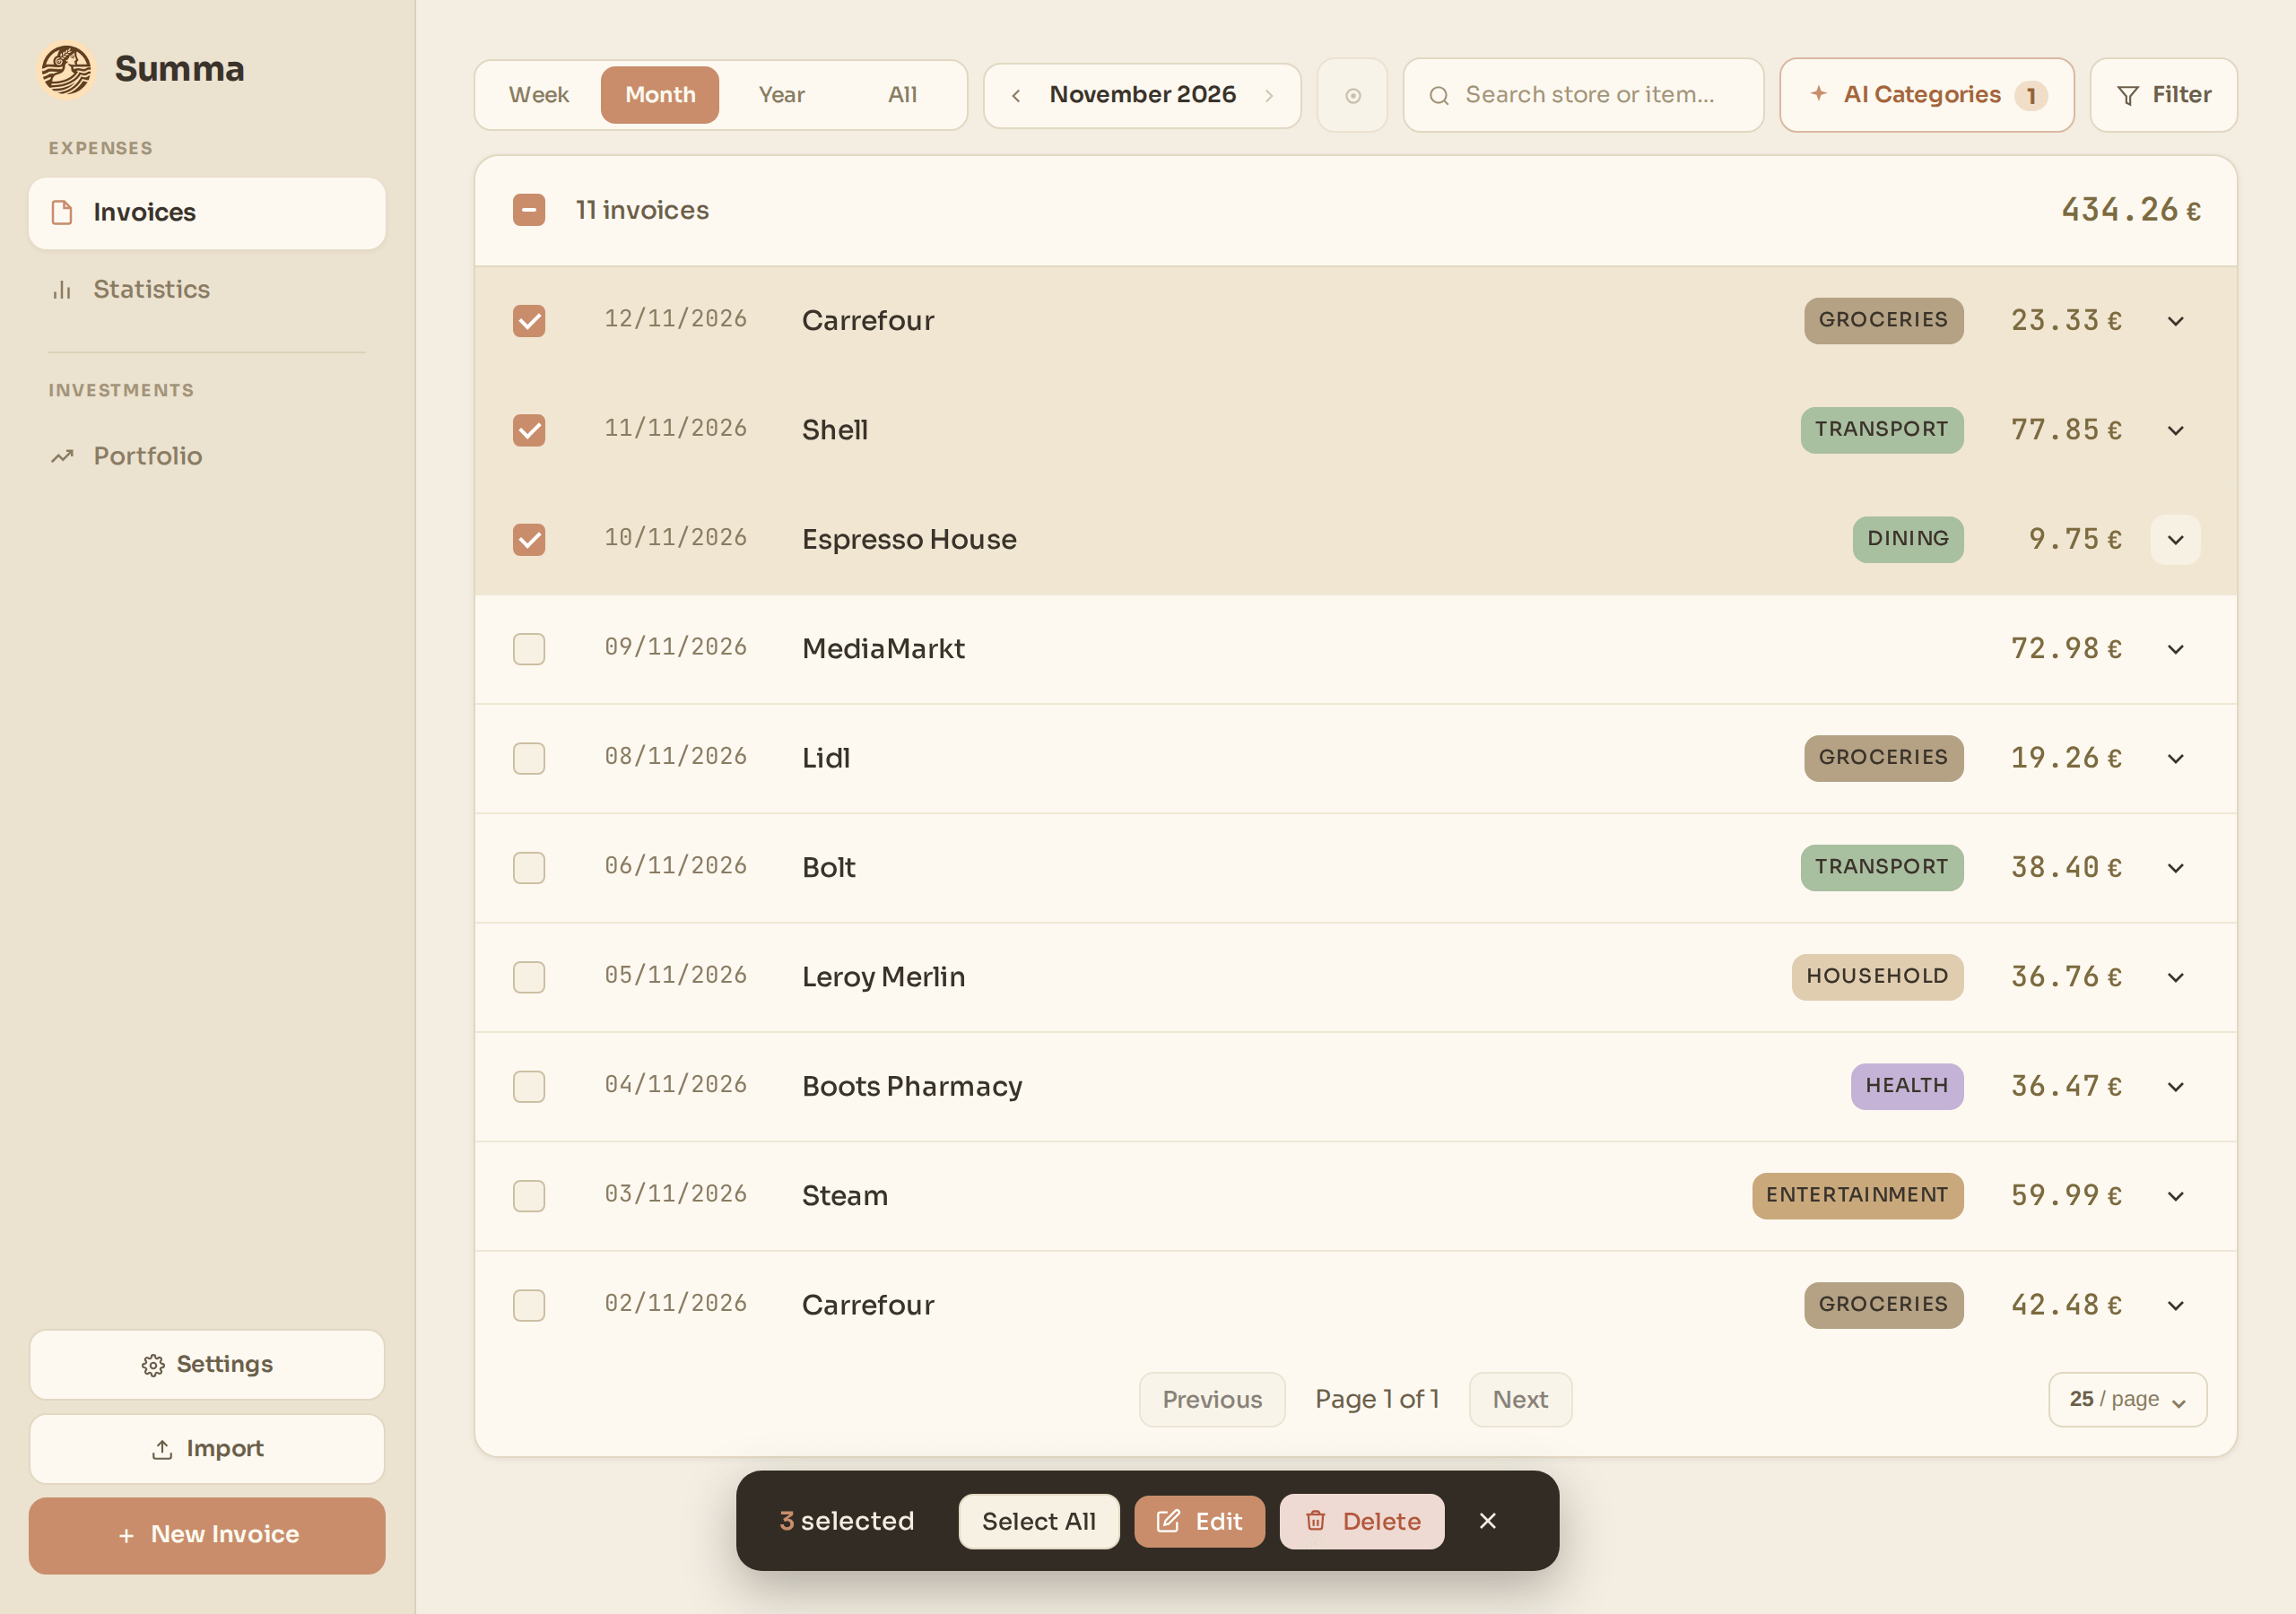 Summa
EXPENSES
Invoices
Statistics
INVESTMENTS
Portfolio
Settings
Import
+ New Invoice
Week Month Year All
November 2026
Search store or item...
AI Categories 1
Filter
11 invoices 434.26 €
12/11/2026 Carrefour GROCERIES 23.33 €
11/11/2026 Shell TRANSPORT 77.85 €
10/11/2026 Espresso House DINING 9.75 €
09/11/2026 MediaMarkt 72.98 €
08/11/2026 Lidl GROCERIES 19.26 €
06/11/2026 Bolt TRANSPORT 38.40 €
05/11/2026 Leroy Merlin HOUSEHOLD 36.76 €
04/11/2026 Boots Pharmacy HEALTH 36.47 €
03/11/2026 Steam ENTERTAINMENT 59.99 €
02/11/2026 Carrefour GROCERIES 42.48 €
Previous Page 1 of 1 Next 25 / page
3 selected Select All Edit Delete